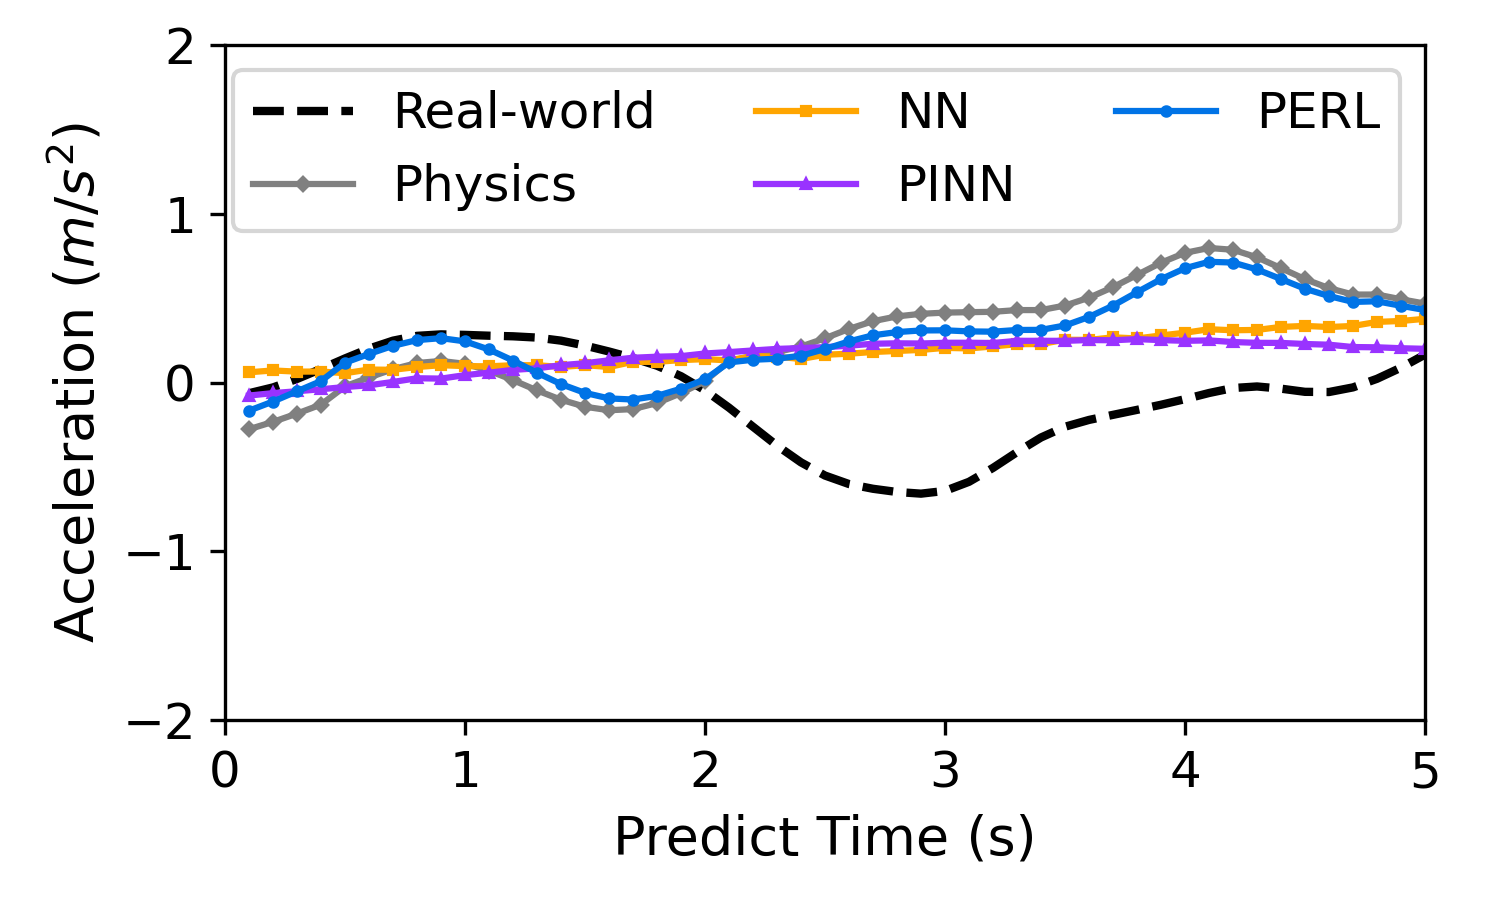 2
1
0
−1
−2
Acceleration (m/s²)
Real-world
Physics
NN
PINN
PERL
0 1 2 3 4 5
Predict Time (s)